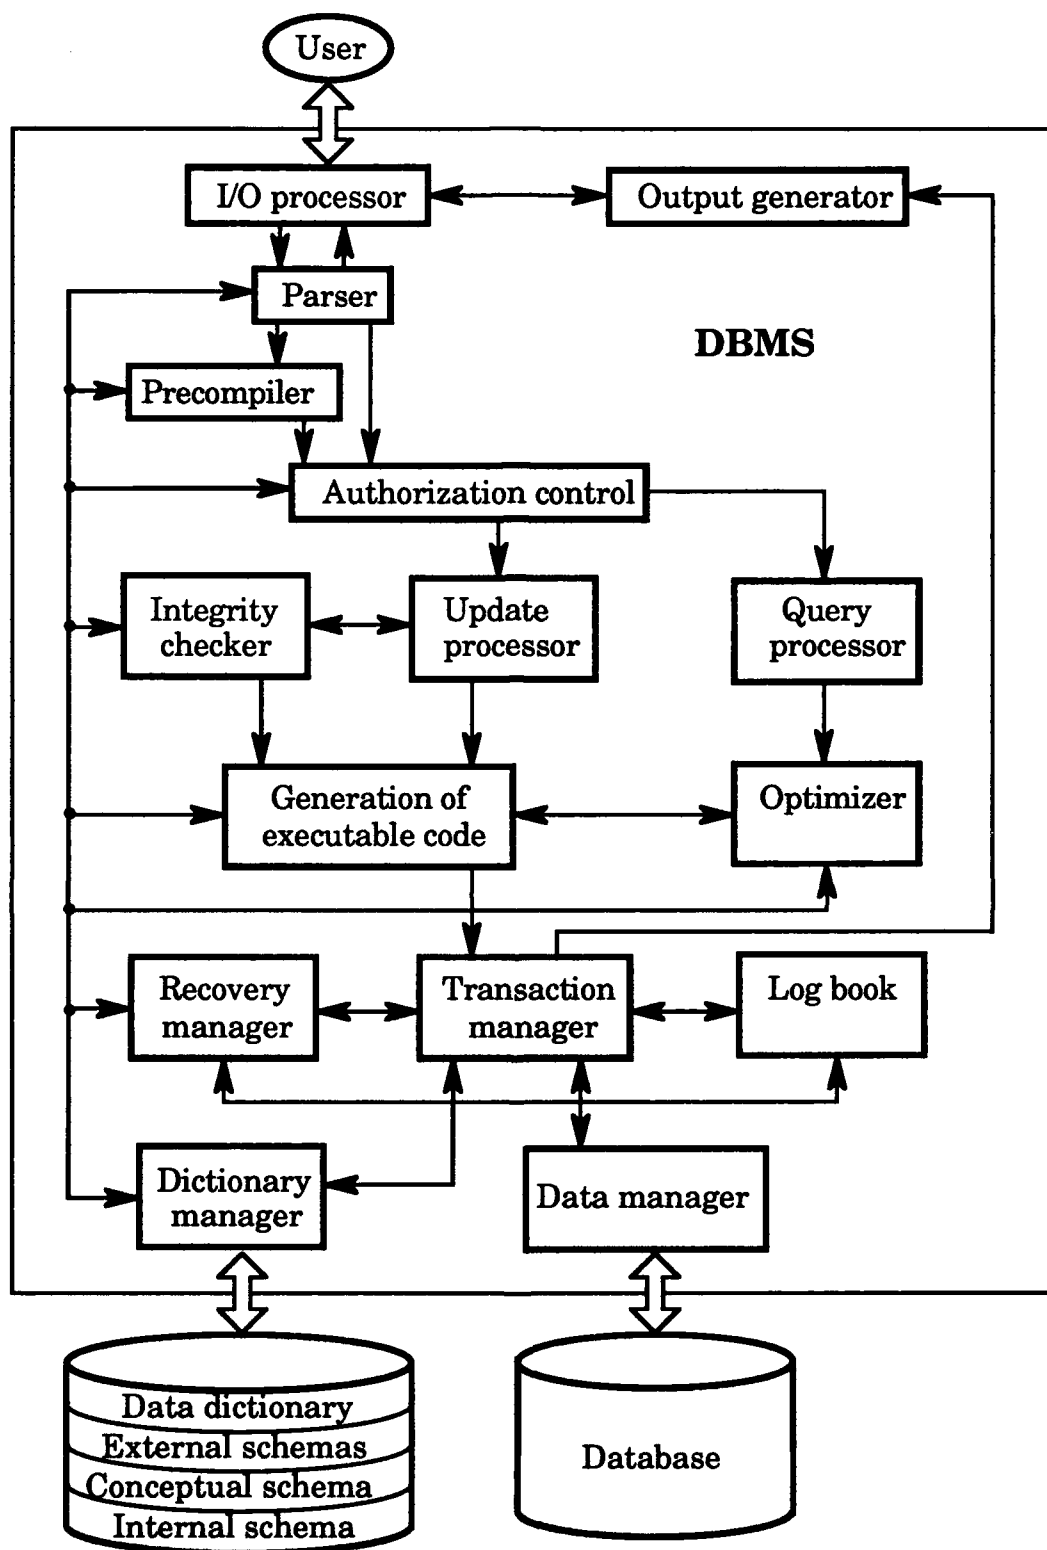 User
I/O processor
Output generator
Parser
DBMS
Precompiler
Authorization control
Integrity
checker
Update
processor
Query
processor
Generation of
executable code
Optimizer
Recovery
manager
Transaction
manager
Log book
Dictionary
manager
Data manager
Data dictionary
External schemas
Conceptual schema
Internal schema
Database